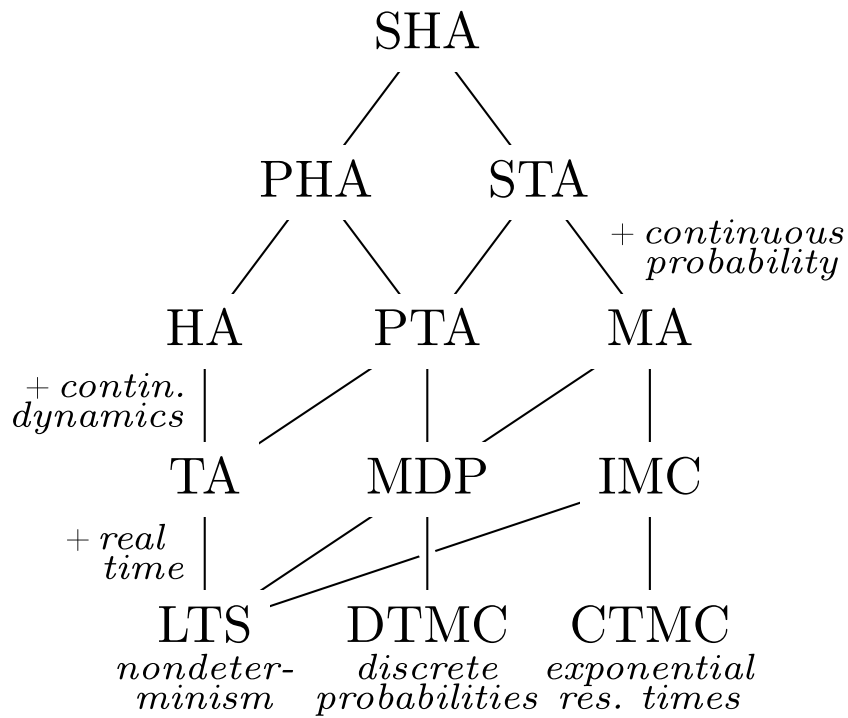 SHA
PHA STA
+ continuous
probability
HA PTA MA
+ contin.
dynamics
TA MDP IMC
+ real
time
LTS DTMC CTMC
nondeter-
minism
discrete
probabilities
exponential
res. times